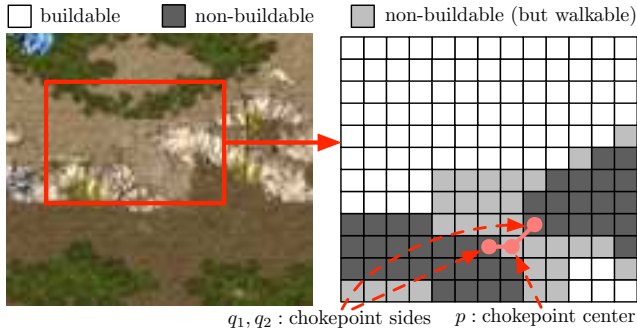 buildable non-buildable non-buildable (but walkable)
q₁, q₂ : chokepoint sides p : chokepoint center